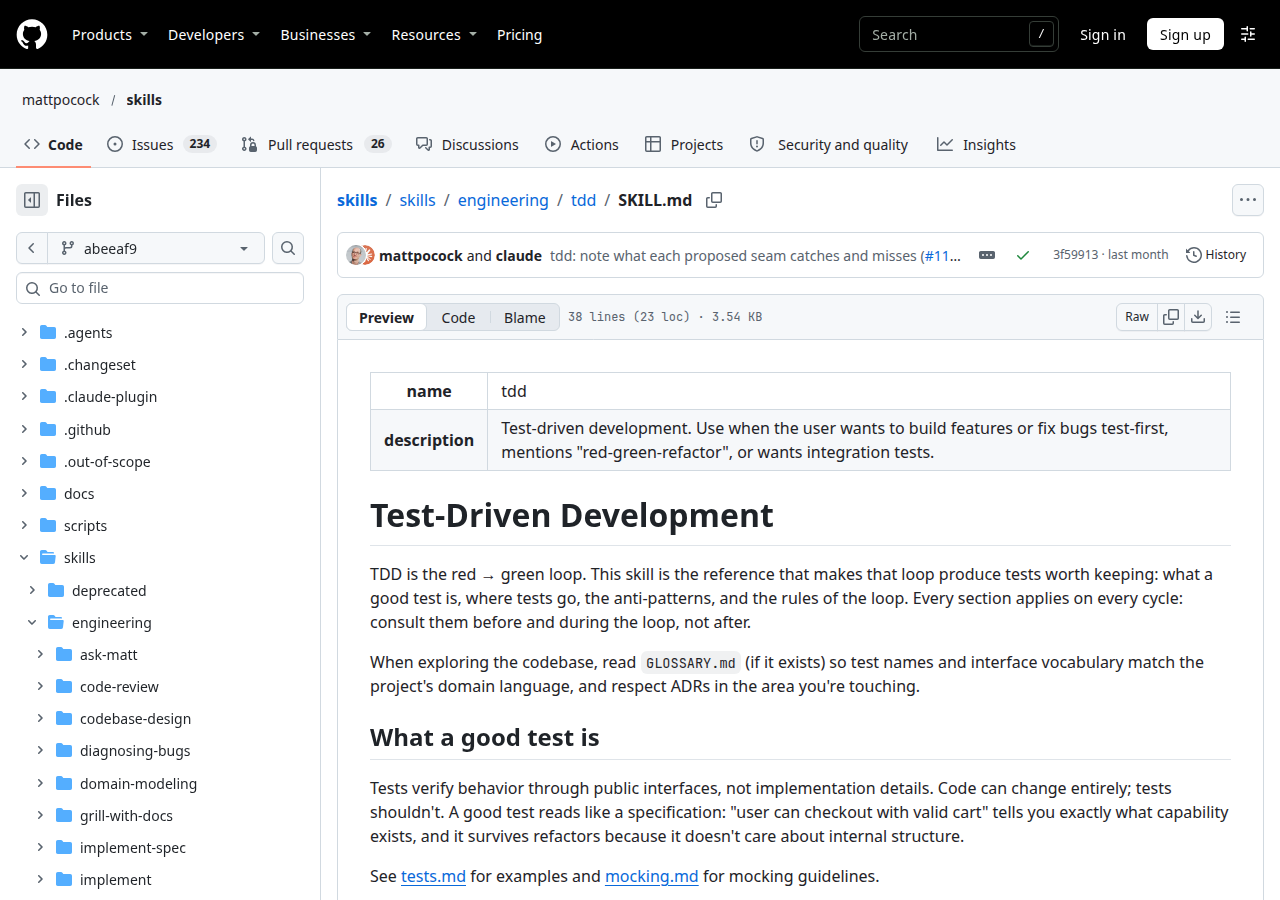 Products Developers Businesses Resources Pricing Search / Sign in Sign up
mattpocock / skills
Code Issues 234 Pull requests 26 Discussions Actions Projects Security and quality Insights
Files
abeeaf9
Go to file
.agents
.changeset
.claude-plugin
.github
.out-of-scope
docs
scripts
skills
deprecated
engineering
ask-matt
code-review
codebase-design
diagnosing-bugs
domain-modeling
grill-with-docs
implement-spec
implement
skills / skills / engineering / tdd / SKILL.md
mattpocock and claude tdd: note what each proposed seam catches and misses (#11... 3f59913 · last month History
Preview Code Blame 38 lines (23 loc) · 3.54 KB Raw
name tdd
description Test-driven development. Use when the user wants to build features or fix bugs test-first,
mentions "red-green-refactor", or wants integration tests.
Test-Driven Development
TDD is the red → green loop. This skill is the reference that makes that loop produce tests worth keeping: what a
good test is, where tests go, the anti-patterns, and the rules of the loop. Every section applies on every cycle:
consult them before and during the loop, not after.
When exploring the codebase, read GLOSSARY.md (if it exists) so test names and interface vocabulary match the
project's domain language, and respect ADRs in the area you're touching.
What a good test is
Tests verify behavior through public interfaces, not implementation details. Code can change entirely; tests
shouldn't. A good test reads like a specification: "user can checkout with valid cart" tells you exactly what capability
exists, and it survives refactors because it doesn't care about internal structure.
See tests.md for examples and mocking.md for mocking guidelines.